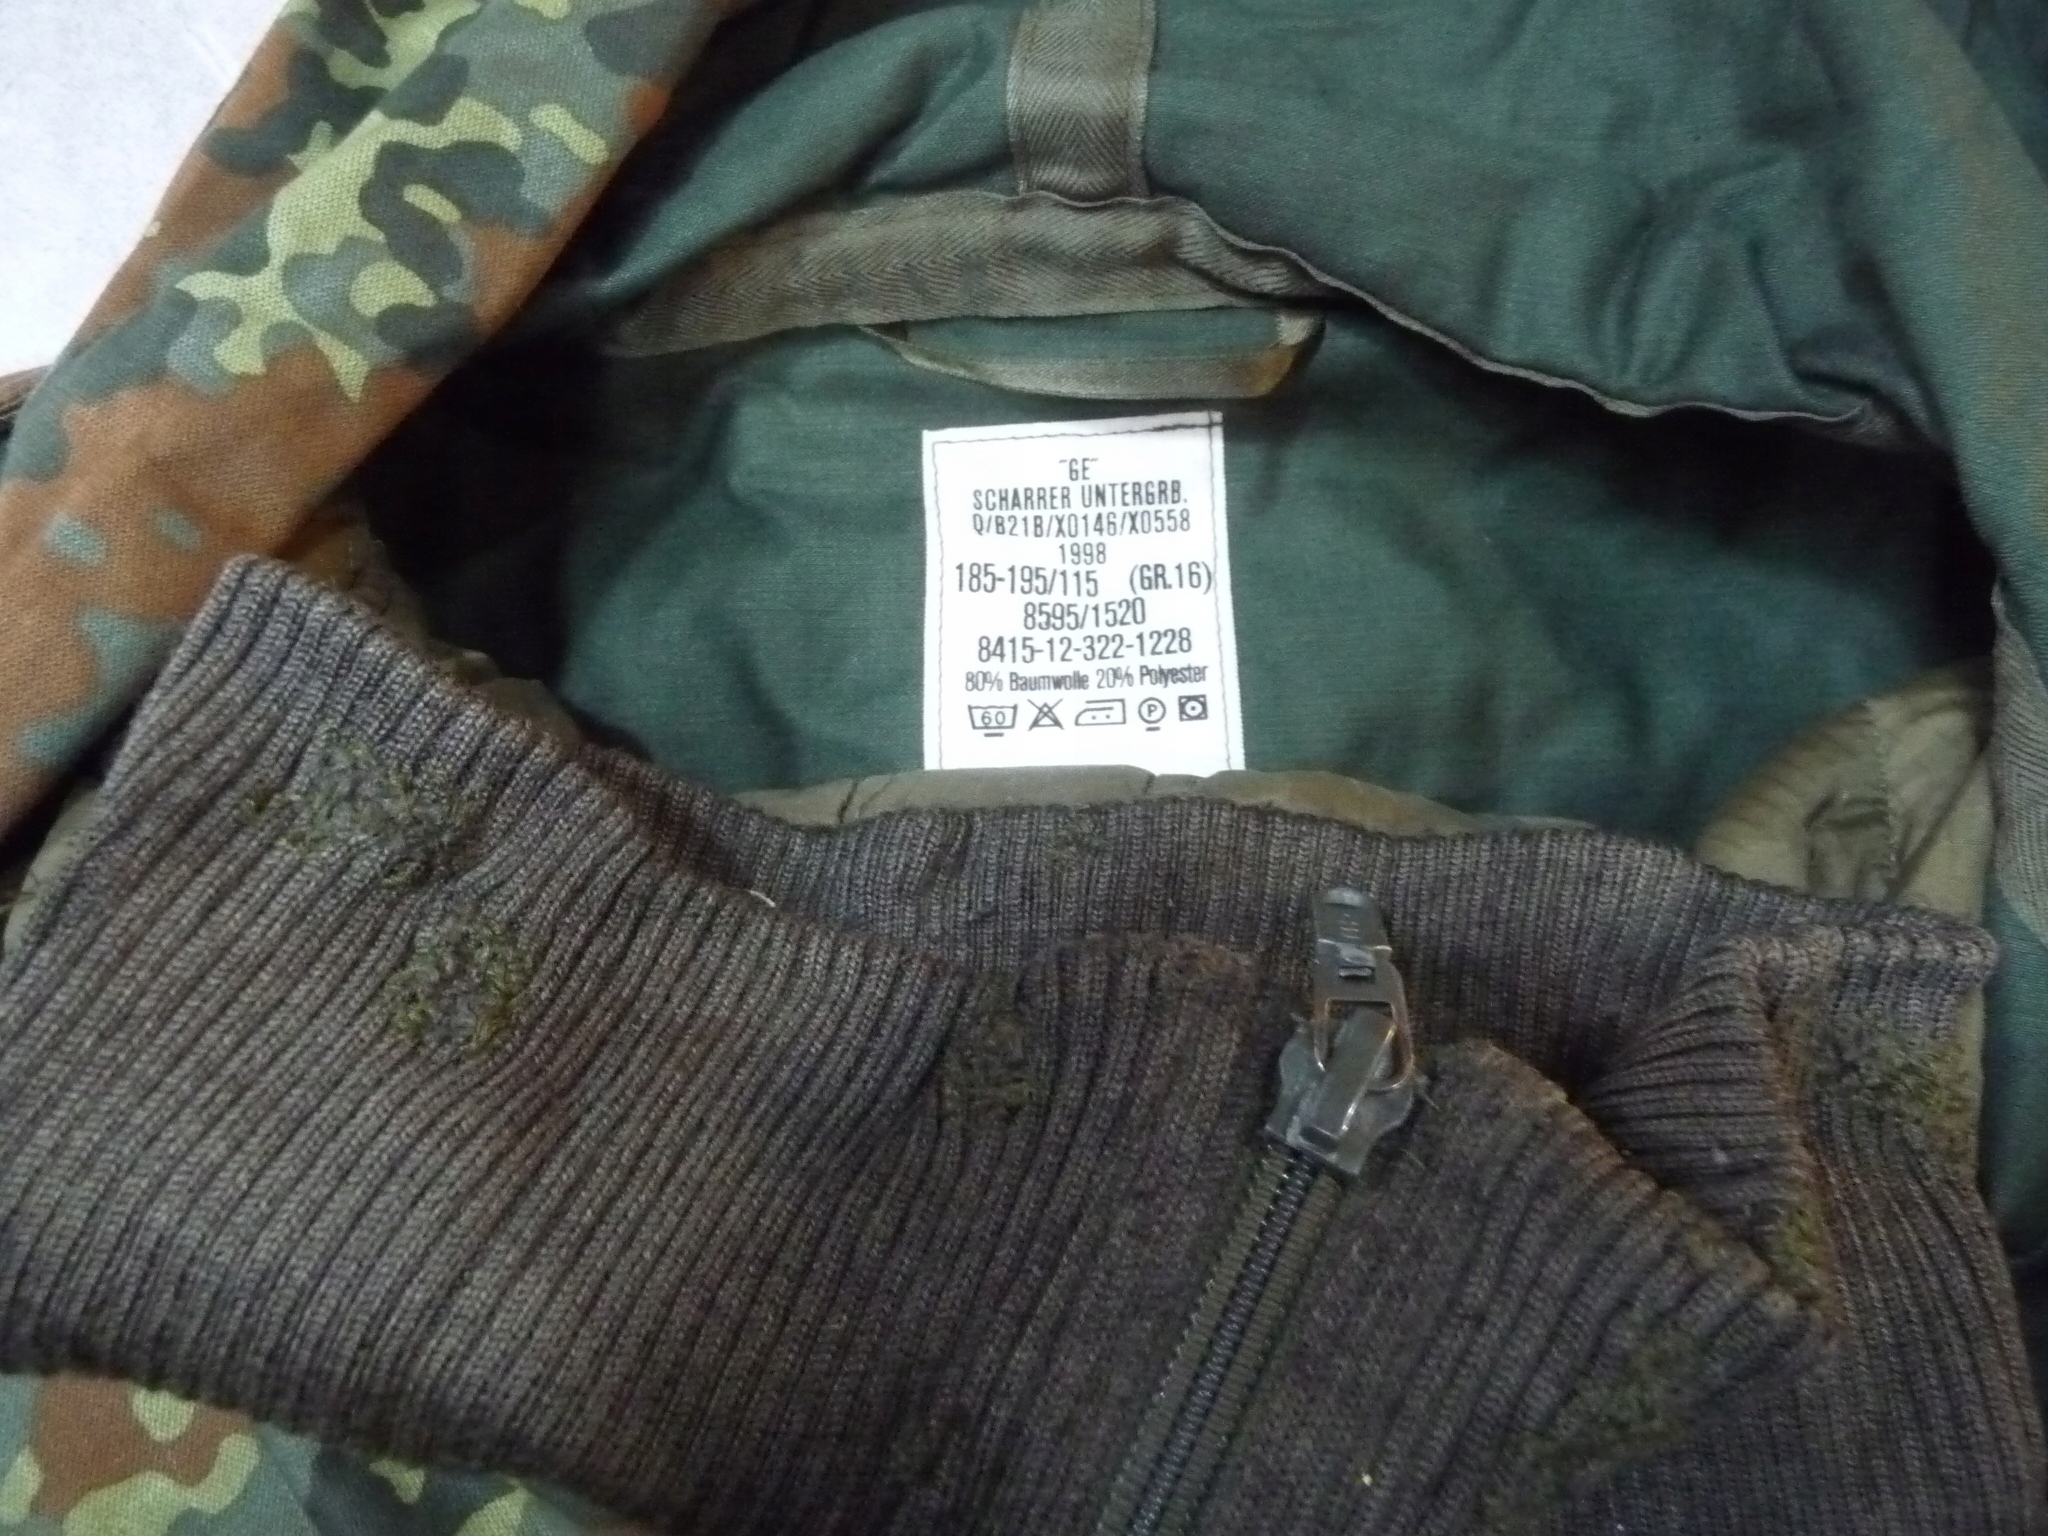 "GE"
SCHARRER UNTERGRB.
Q/B21B/X0146/X0558
1998
185-195/115 (GR.16)
8595/1520
8415-12-322-1228
80% Baumwolle 20% Polyester
60 P